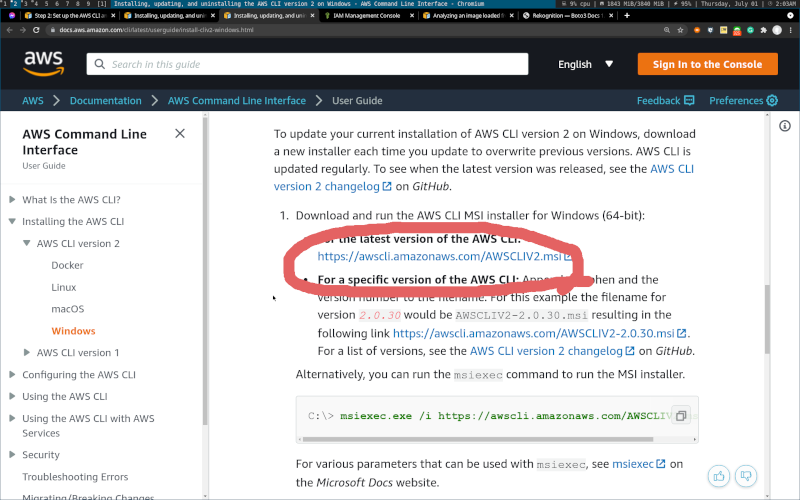 1 2 3 4 5 6 7 8 9 [1] Installing, updating, and uninstalling the AWS CLI version 2 on Windows - AWS Command Line Interface - Chromium 9% cpu | 1843 MiB/3840 MiB | 95% | Thursday, July 01 | 2:03AM
Step 2: Set up the AWS CLI an Installing, updating, and unins Installing, updating, and unins IAM Management Console Analyzing an image loaded f Rekognition — Boto3 Docs 1
docs.aws.amazon.com/cli/latest/userguide/install-cliv2-windows.html
aws
Search in this guide
English
Sign In to the Console
AWS > Documentation > AWS Command Line Interface > User Guide
Feedback
Preferences
AWS Command Line
Interface
User Guide
What Is the AWS CLI?
Installing the AWS CLI
AWS CLI version 2
Docker
Linux
macOS
Windows
AWS CLI version 1
Configuring the AWS CLI
Using the AWS CLI
Using the AWS CLI with AWS
Services
Security
Troubleshooting Errors
Migrating/Breaking Changes
To update your current installation of AWS CLI version 2 on Windows, download
a new installer each time you update to overwrite previous versions. AWS CLI is
updated regularly. To see when the latest version was released, see the AWS CLI
version 2 changelog on GitHub.
1. Download and run the AWS CLI MSI installer for Windows (64-bit):
the latest version of the AWS CLI:
https://awscli.amazonaws.com/AWSCLIV2.msi
• For a specific version of the AWS CLI: and the
version number to the filename. For this example the filename for
version 2.0.30 would be AWSCLIV2-2.0.30.msi resulting in the
following link https://awscli.amazonaws.com/AWSCLIV2-2.0.30.msi.
For a list of versions, see the AWS CLI version 2 changelog on GitHub.
Alternatively, you can run the msiexec command to run the MSI installer.
C:\> msiexec.exe /i https://awscli.amazonaws.com/AWSCLIV
For various parameters that can be used with msiexec, see msiexec on
the Microsoft Docs website.